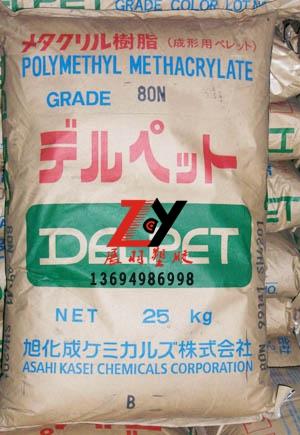 GRADE COLOR LOT NO
メタクリル樹脂 (成形用ペレット)
POLYMETHYL METHACRYLATE
GRADE 80N
デルペット
DELPET
ZY
展羽塑胶
13694986998
NET 25 kg
旭化成ケミカルズ株式会社
ASAHI KASEI CHEMICALS CORPORATION
B